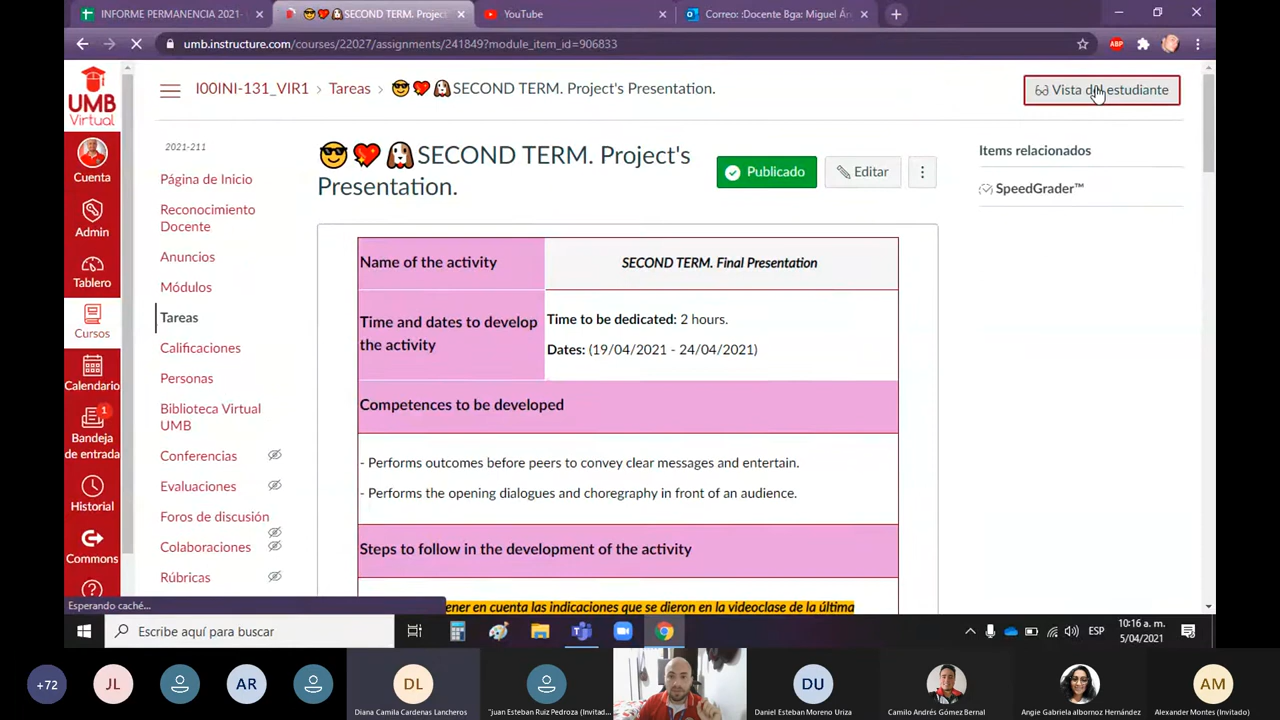 INFORME PERMANENCIA 2021-
SECOND TERM. Projec
YouTube
Correo: :Docente Bga: Miguel Án
umb.instructure.com/courses/22027/assignments/241849?module_item_id=906833
ABP
UMB
Virtual
I00INI-131_VIR1 › Tareas › 😎💖🐶SECOND TERM. Project's Presentation.
Vista del estudiante
Cuenta
Admin
Tablero
Cursos
Calendario
1
Bandeja
de entrada
Historial
Commons
2021-211
Página de Inicio
Reconocimiento
Docente
Anuncios
Módulos
Tareas
Calificaciones
Personas
Biblioteca Virtual
UMB
Conferencias
Evaluaciones
Foros de discusión
Colaboraciones
Rúbricas
😎💖🐶SECOND TERM. Project's
Presentation.
Publicado
Editar
Items relacionados
SpeedGrader™
Name of the activity
SECOND TERM. Final Presentation
Time and dates to develop
the activity
Time to be dedicated: 2 hours.
Dates: (19/04/2021 - 24/04/2021)
Competences to be developed
- Performs outcomes before peers to convey clear messages and entertain.
- Performs the opening dialogues and choregraphy in front of an audience.
Steps to follow in the development of the activity
ener en cuenta las indicaciones que se dieron en la videoclase de la última
Esperando caché...
Escribe aquí para buscar
ESP
10:16 a. m.
5/04/2021
+72
JL
AR
DL
Diana Camila Cardenas Lancheros
"juan Esteban Ruiz Pedroza (Invitad...
DU
Daniel Esteban Moreno Uriza
Camilo Andrés Gómez Bernal
Angie Gabriela albornoz Hernández
AM
Alexander Montes (Invitado)